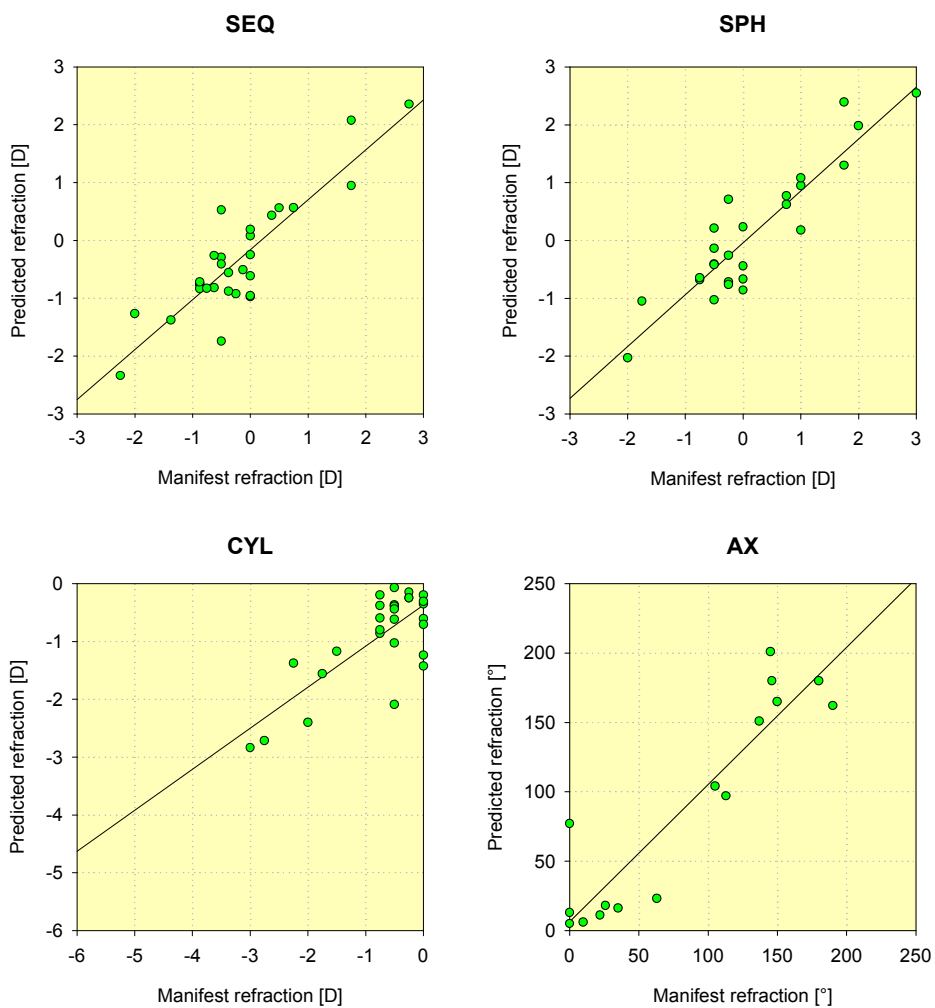 SEQ
Predicted refraction [D]
3
2
1
0
-1
-2
-3
-3 -2 -1 0 1 2 3
Manifest refraction [D]
SPH
Predicted refraction [D]
3
2
1
0
-1
-2
-3
-3 -2 -1 0 1 2 3
Manifest refraction [D]
CYL
Predicted refraction [D]
0
-1
-2
-3
-4
-5
-6
-6 -5 -4 -3 -2 -1 0
Manifest refraction [D]
AX
Predicted refraction [°]
250
200
150
100
50
0
0 50 100 150 200 250
Manifest refraction [°]